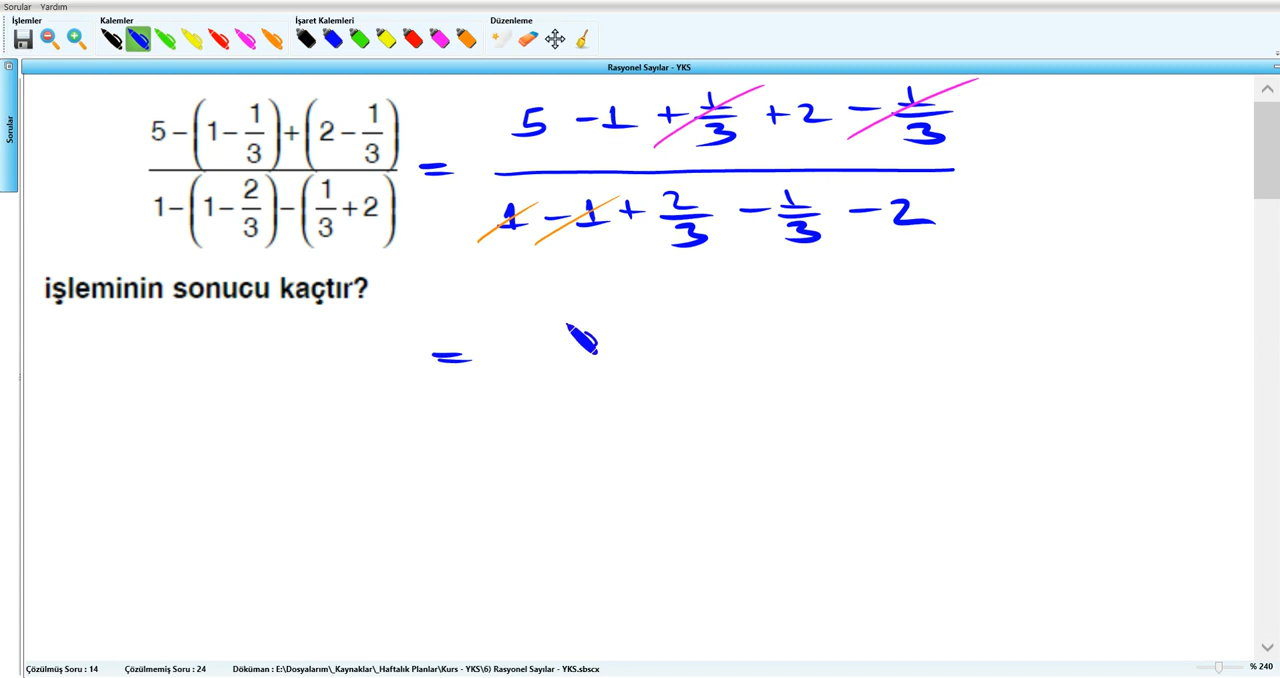 Sorular Yardım
İşlemler Kalemler İşaret Kalemleri Düzenleme
Rasyonel Sayılar - YKS
Sorular
5 − (1 − 1/3) + (2 − 1/3) = 5 − 1 + 1/3 + 2 − 1/3
1 − (1 − 2/3) − (1/3 + 2) 1 − 1 + 2/3 − 1/3 − 2
işleminin sonucu kaçtır?
=
Çözülmüş Soru : 14 Çözülmemiş Soru : 24 Döküman : E:\Dosyalarım\_Kaynaklar\_Haftalık Planlar\Kurs - YKS\6) Rasyonel Sayılar - YKS.sbscx % 240